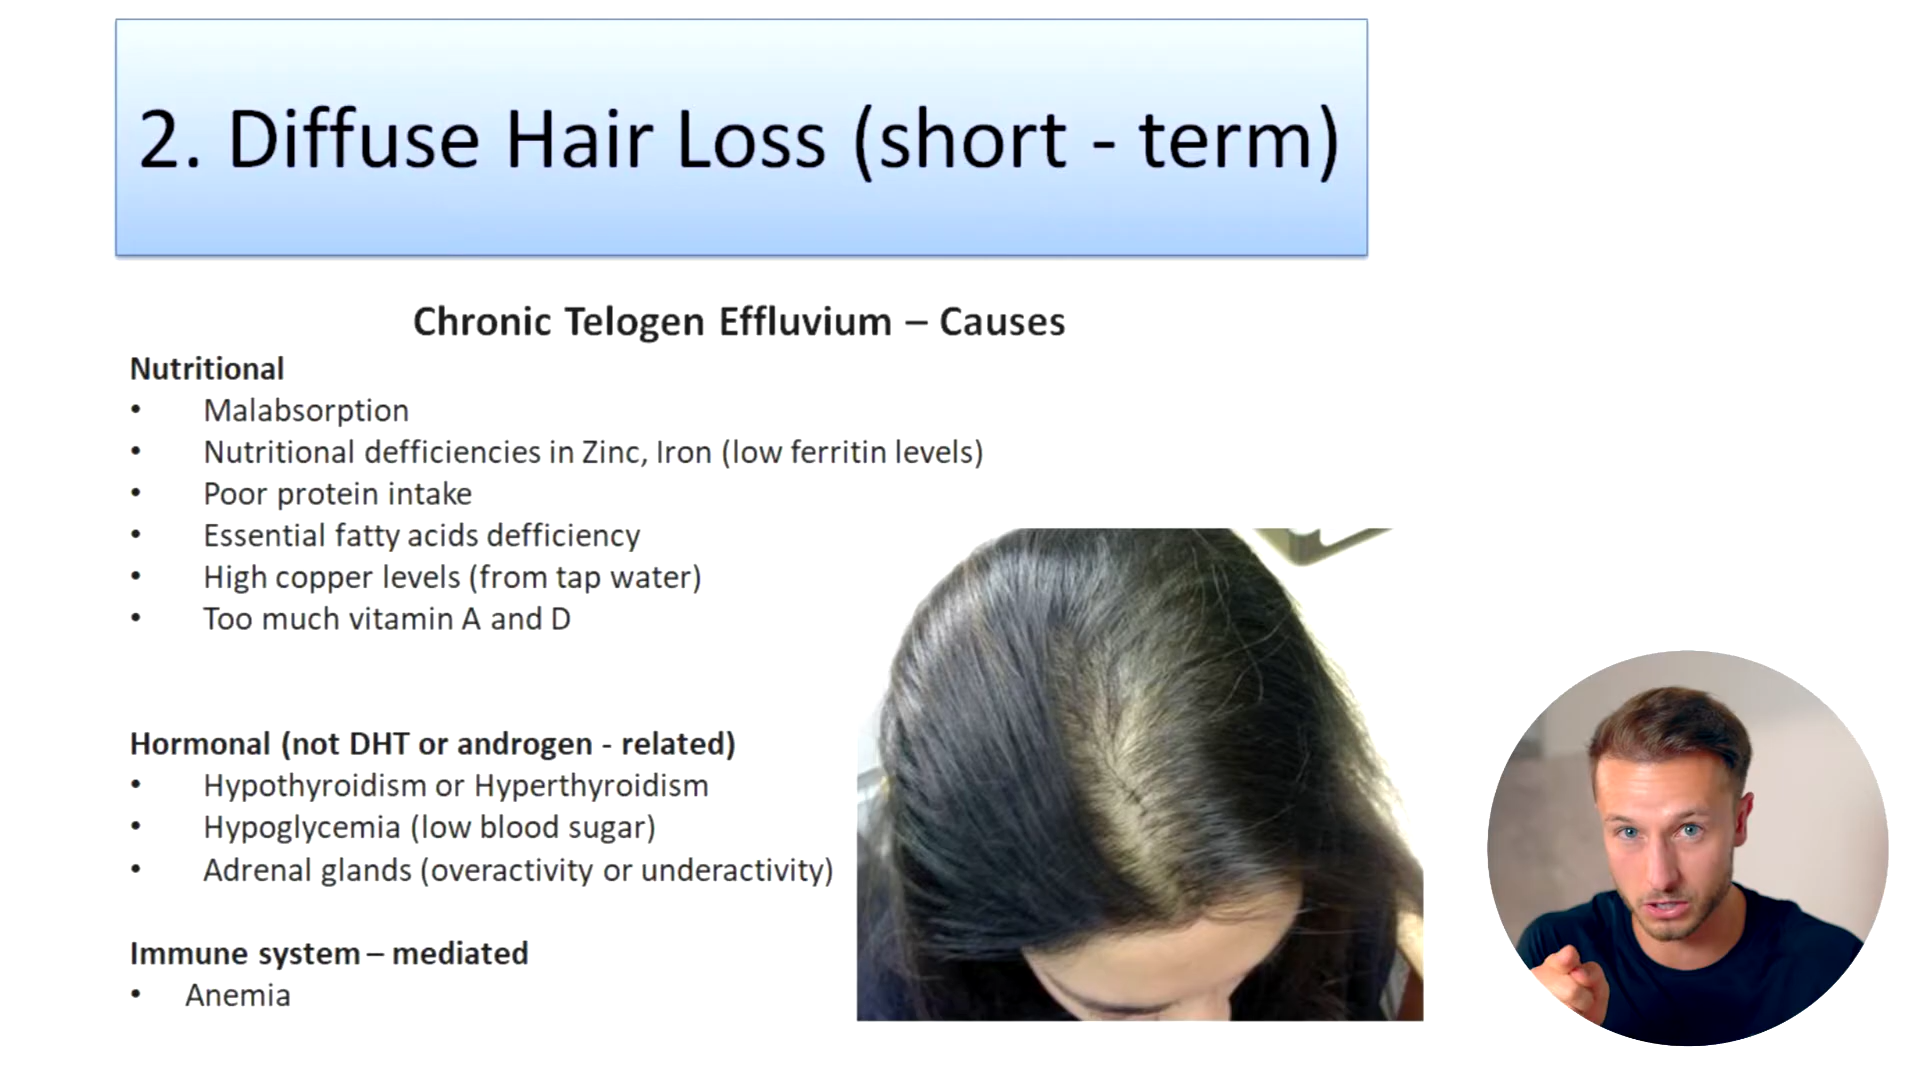 2. Diffuse Hair Loss (short - term)
Chronic Telogen Effluvium – Causes
Nutritional
• Malabsorption
• Nutritional defficiencies in Zinc, Iron (low ferritin levels)
• Poor protein intake
• Essential fatty acids defficiency
• High copper levels (from tap water)
• Too much vitamin A and D
Hormonal (not DHT or androgen - related)
• Hypothyroidism or Hyperthyroidism
• Hypoglycemia (low blood sugar)
• Adrenal glands (overactivity or underactivity)
Immune system – mediated
• Anemia